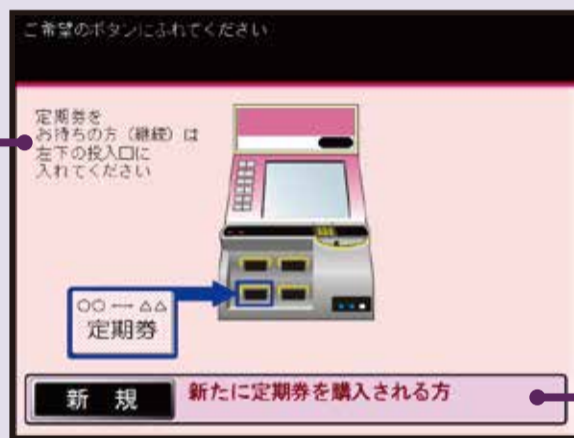 ご希望のボタンにふれてください
定期券を
お持ちの方（継続）は
左下の投入口に
入れてください
○○ ― △△
定期券
新　規
新たに定期券を購入される方